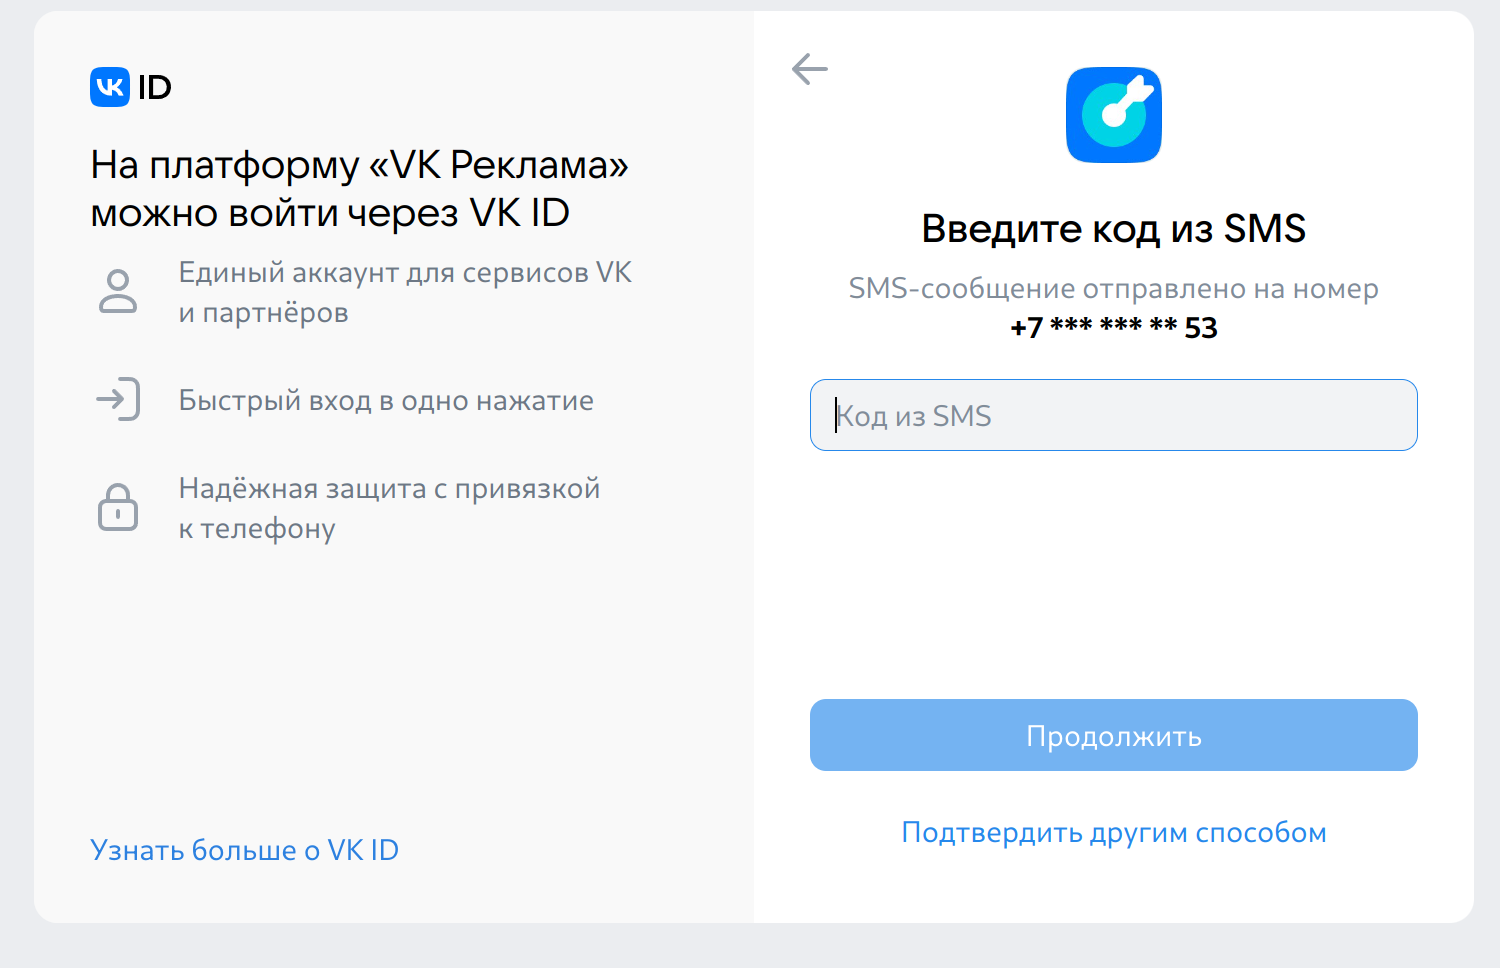 VK ID
На платформу «VK Реклама»
можно войти через VK ID
Единый аккаунт для сервисов VK
и партнёров
Быстрый вход в одно нажатие
Надёжная защита с привязкой
к телефону
Узнать больше о VK ID
Введите код из SMS
SMS-сообщение отправлено на номер
+7 *** *** ** 53
Код из SMS
Продолжить
Подтвердить другим способом